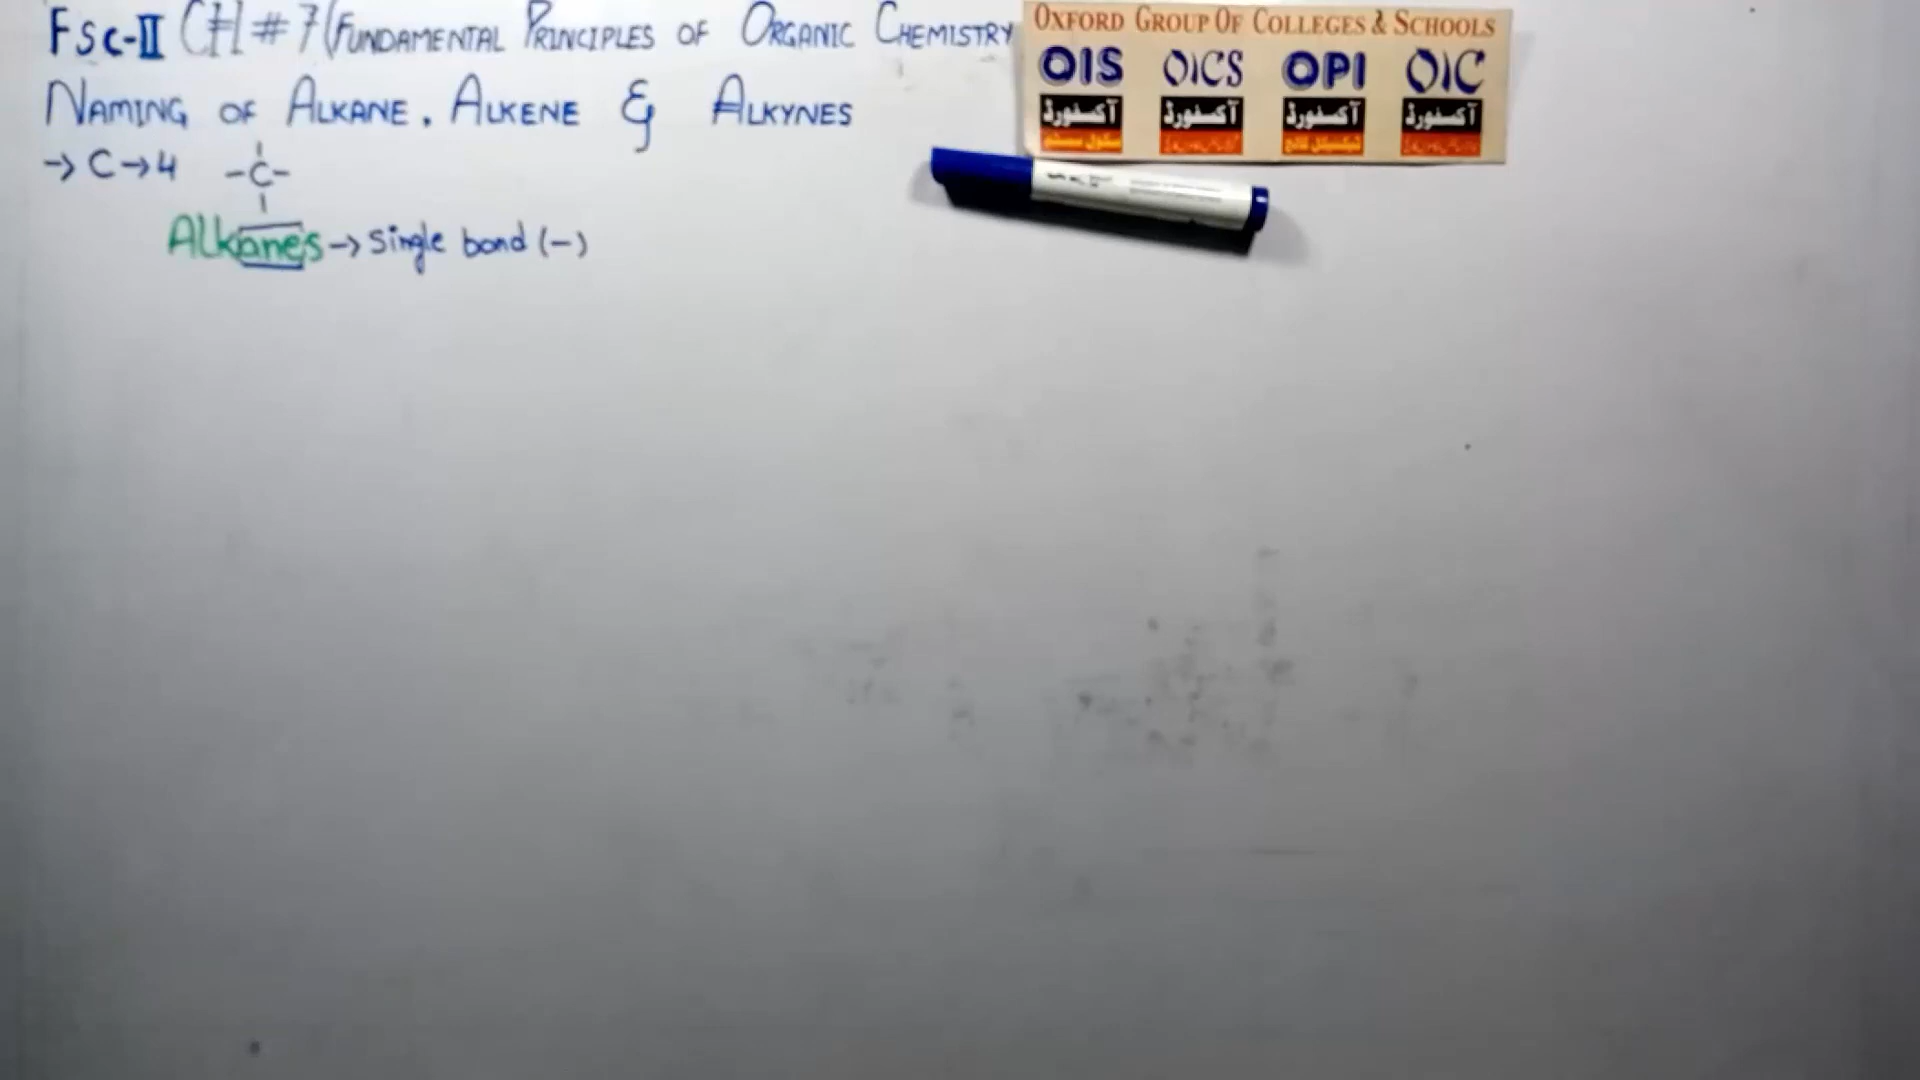 Fsc-II CH # 7 (FUNDAMENTAL PRINCIPLES OF ORGANIC CHEMISTRY
NAMING OF ALKANE, ALKENE & ALKYNES
→ C → 4 -C-
Alkanes → Single bond (-)
OXFORD GROUP OF COLLEGES & SCHOOLS
OIS OICS OPI OIC
آکسفورڈ آکسفورڈ آکسفورڈ آکسفورڈ